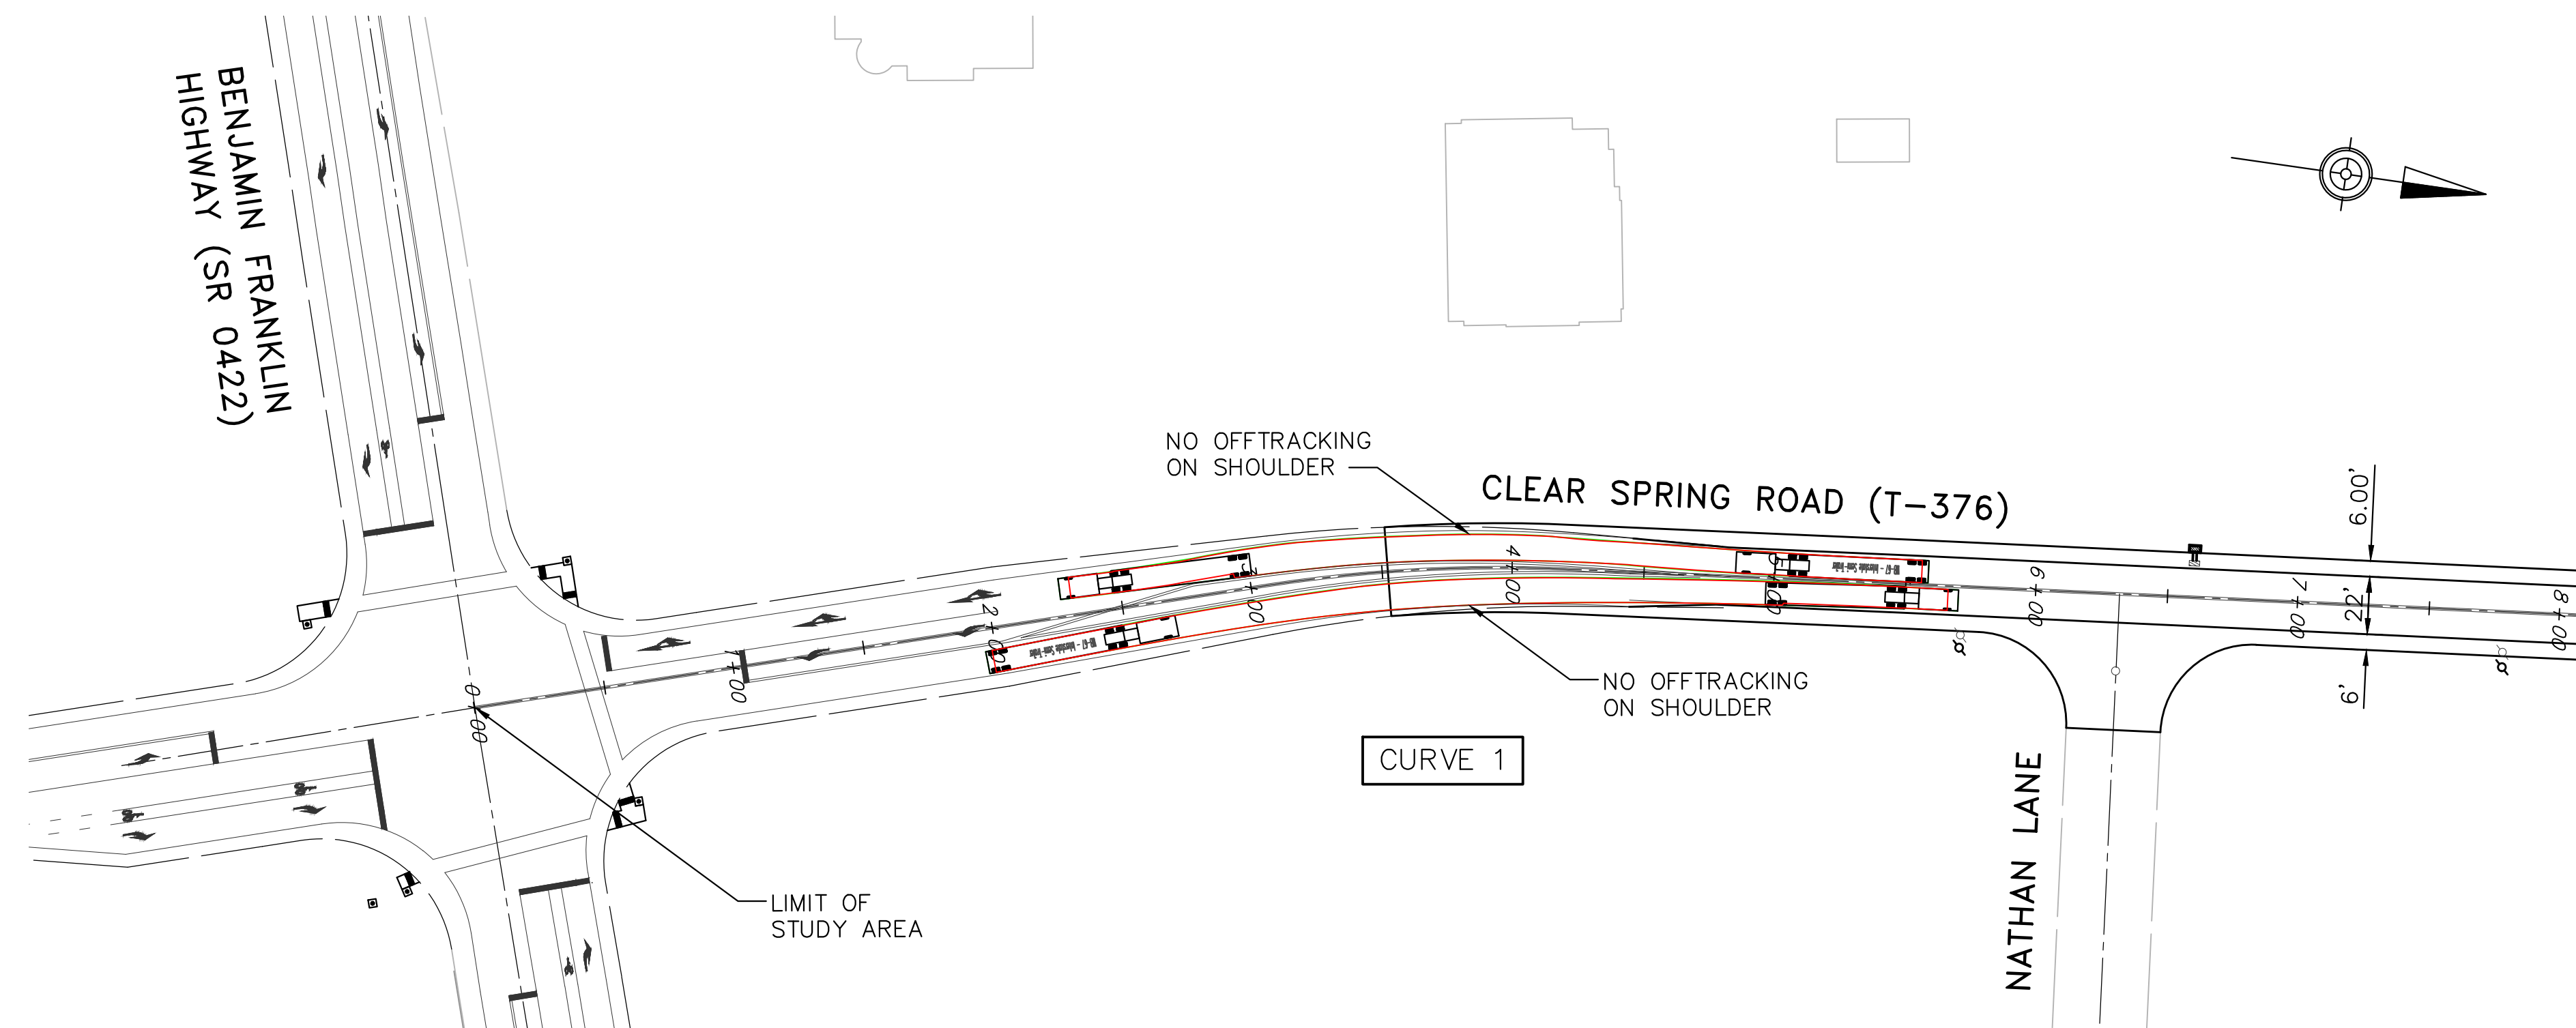 BENJAMIN FRANKLIN
HIGHWAY (SR 0422)
NO OFFTRACKING
ON SHOULDER
CLEAR SPRING ROAD (T-376)
6.00'
22'
6'
0+00
1+00
2+00
3+00
4+00
5+00
6+00
7+00
8+00
NO OFFTRACKING
ON SHOULDER
CURVE 1
NATHAN LANE
LIMIT OF
STUDY AREA